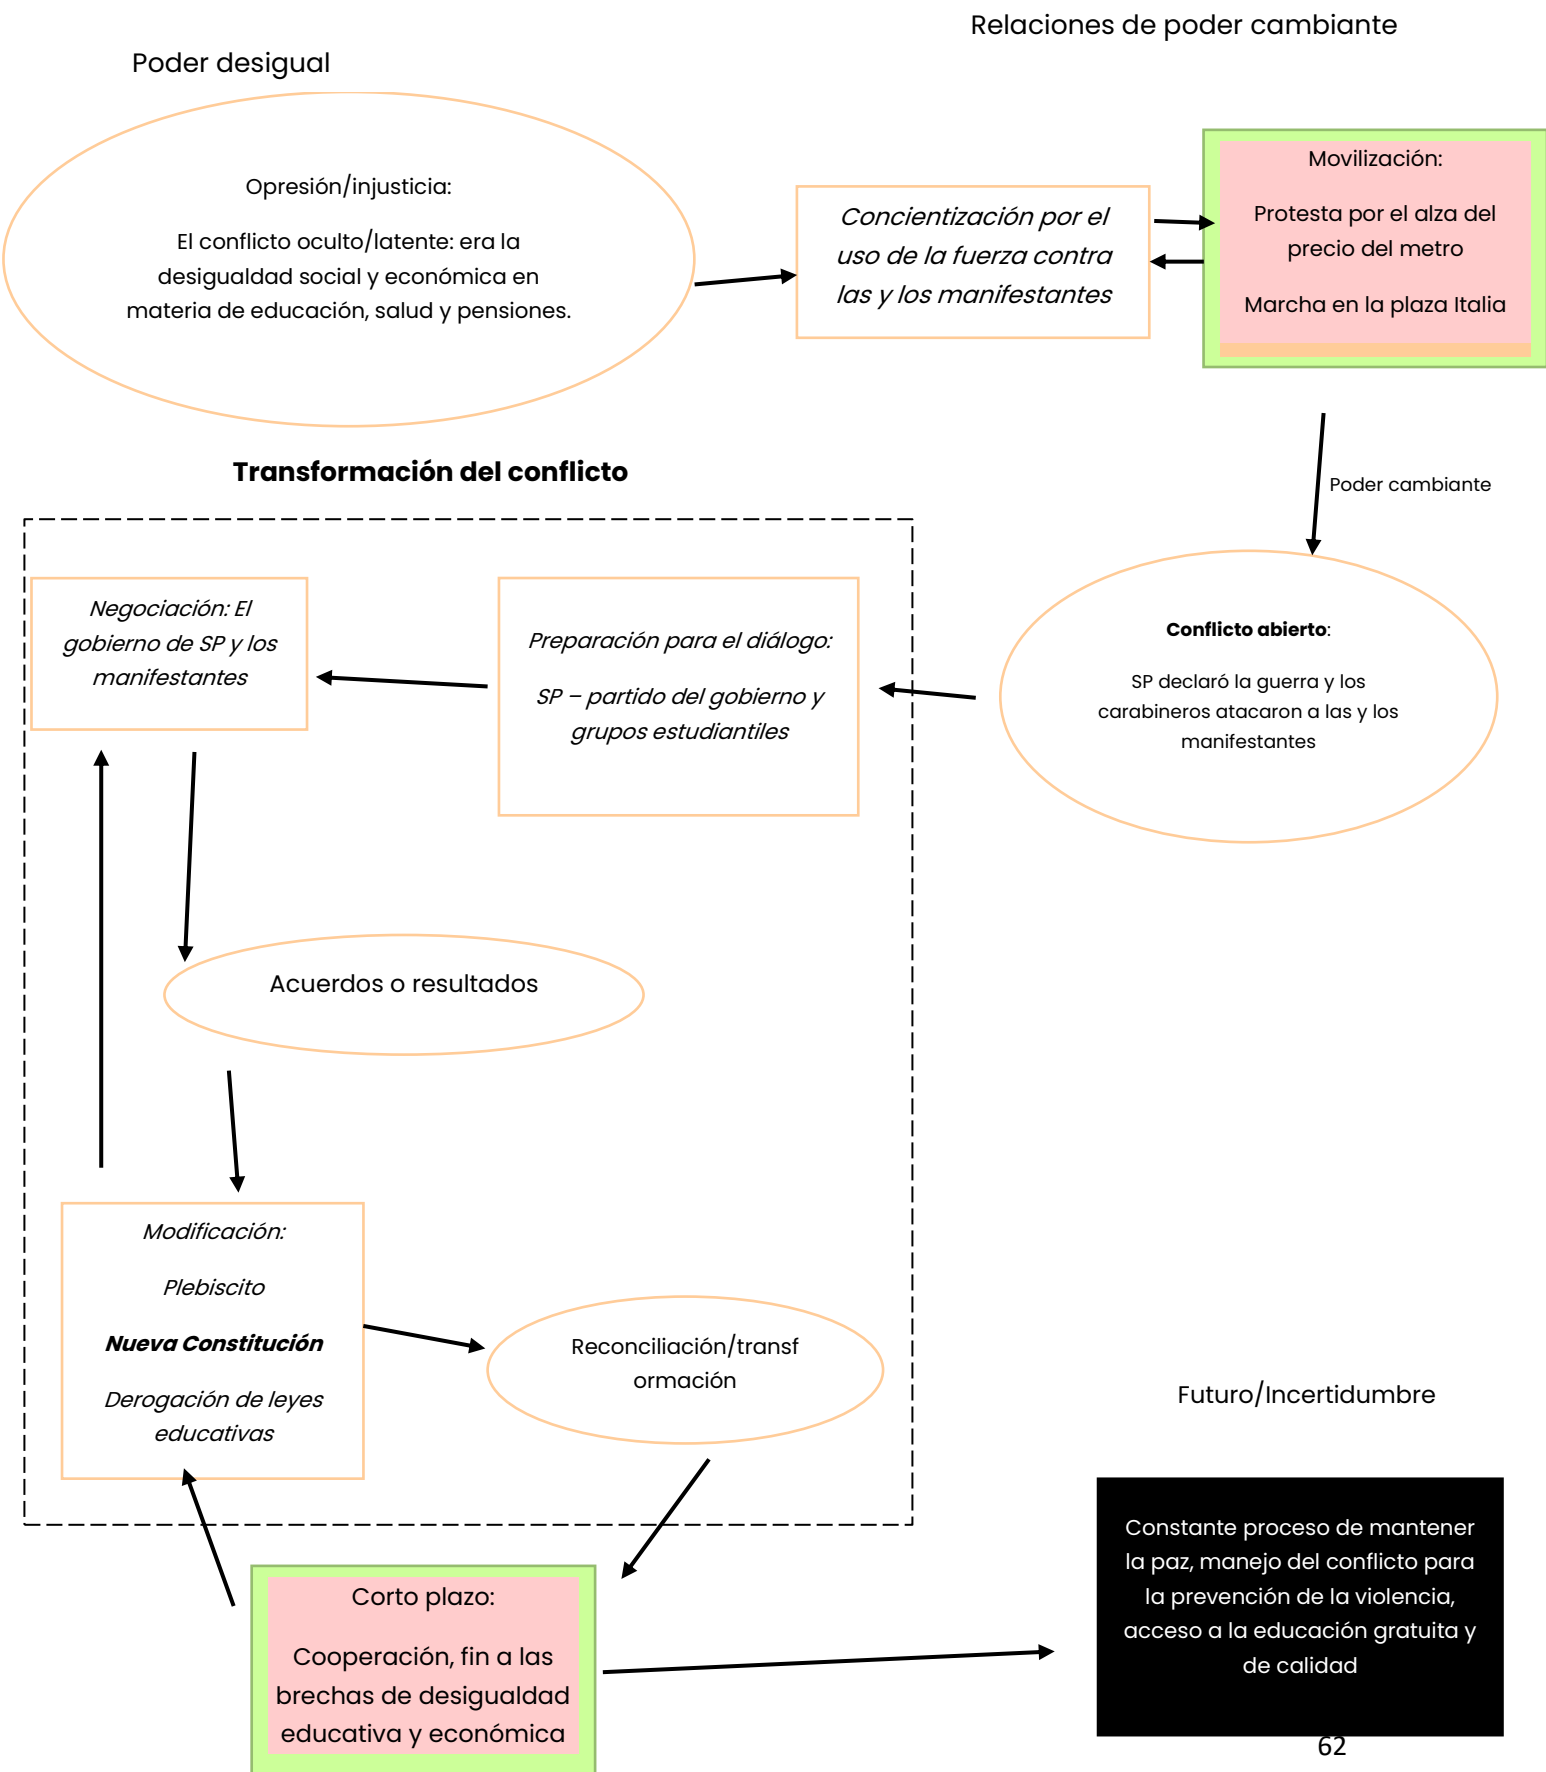 Relaciones de poder cambiante
Poder desigual
Opresión/injusticia:
El conflicto oculto/latente: era la
desigualdad social y económica en
materia de educación, salud y pensiones.
Concientización por el
uso de la fuerza contra
las y los manifestantes
Movilización:
Protesta por el alza del
precio del metro
Marcha en la plaza Italia
Poder cambiante
Transformación del conflicto
Conflicto abierto:
SP declaró la guerra y los
carabineros atacaron a las y los
manifestantes
Preparación para el diálogo:
SP – partido del gobierno y
grupos estudiantiles
Negociación: El
gobierno de SP y los
manifestantes
Acuerdos o resultados
Modificación:
Plebiscito
Nueva Constitución
Derogación de leyes
educativas
Reconciliación/transf
ormación
Corto plazo:
Cooperación, fin a las
brechas de desigualdad
educativa y económica
Futuro/Incertidumbre
Constante proceso de mantener
la paz, manejo del conflicto para
la prevención de la violencia,
acceso a la educación gratuita y
de calidad
62